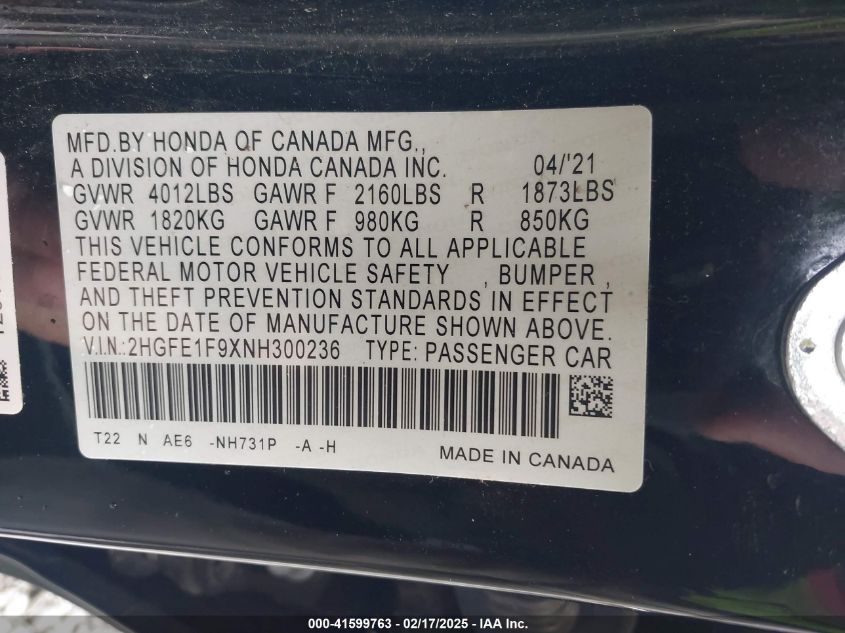 MFD.BY HONDA OF CANADA MFG.,
A DIVISION OF HONDA CANADA INC. 04/'21
GVWR 4012LBS GAWR F 2160LBS R 1873LBS
GVWR 1820KG GAWR F 980KG R 850KG
THIS VEHICLE CONFORMS TO ALL APPLICABLE
FEDERAL MOTOR VEHICLE SAFETY , BUMPER ,
AND THEFT PREVENTION STANDARDS IN EFFECT
ON THE DATE OF MANUFACTURE SHOWN ABOVE.
V.I.N.:2HGFE1F9XNH300236 TYPE: PASSENGER CAR
T22 N AE6 -NH731P -A -H
MADE IN CANADA
000-41599763 - 02/17/2025 - IAA Inc.